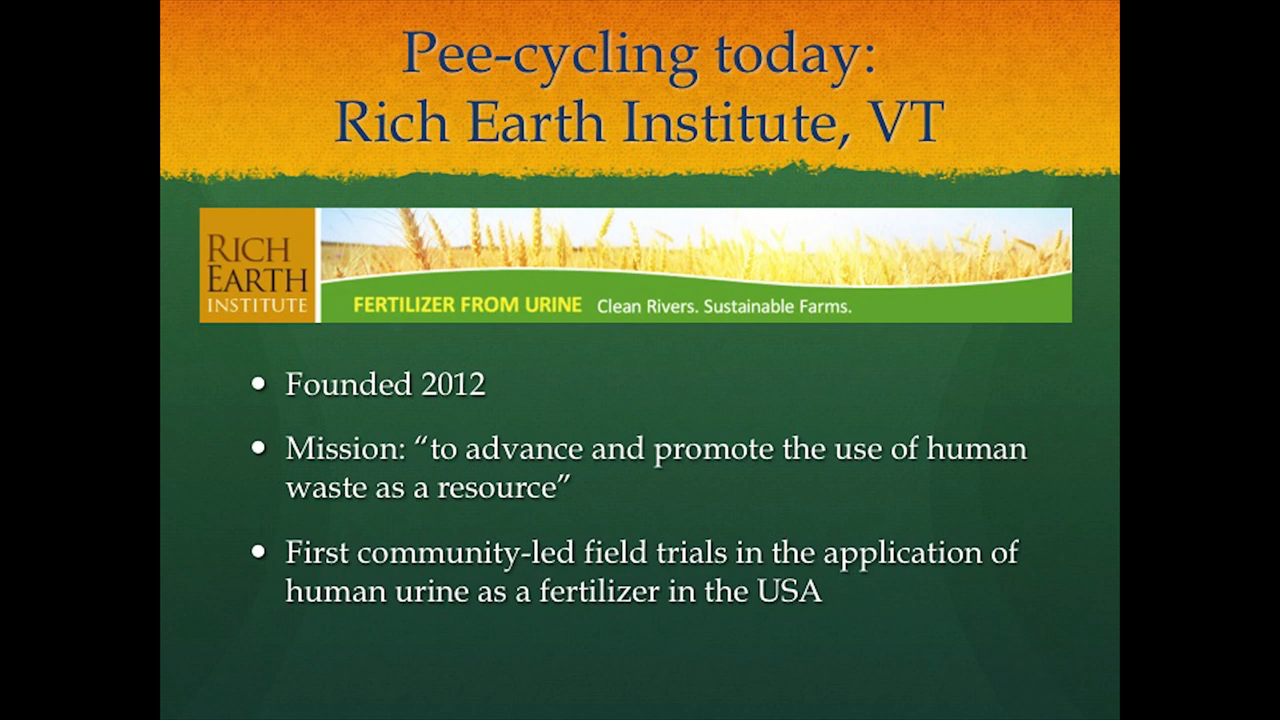 Pee-cycling today:
Rich Earth Institute, VT
RICH
EARTH
INSTITUTE
FERTILIZER FROM URINE Clean Rivers. Sustainable Farms.
• Founded 2012
• Mission: “to advance and promote the use of human
waste as a resource”
• First community-led field trials in the application of
human urine as a fertilizer in the USA